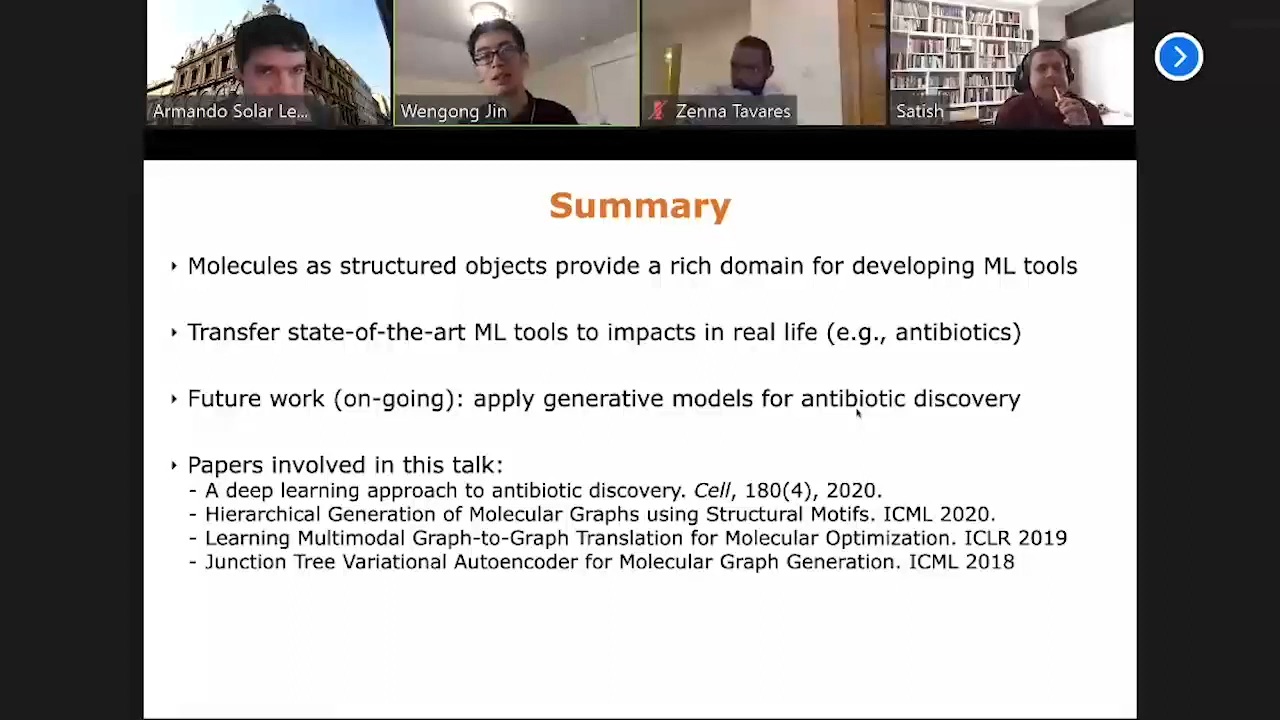 Armando Solar Le...
Wengong Jin
Zenna Tavares
Satish
Summary
‣ Molecules as structured objects provide a rich domain for developing ML tools
‣ Transfer state-of-the-art ML tools to impacts in real life (e.g., antibiotics)
‣ Future work (on-going): apply generative models for antibiotic discovery
‣ Papers involved in this talk:
- A deep learning approach to antibiotic discovery. Cell, 180(4), 2020.
- Hierarchical Generation of Molecular Graphs using Structural Motifs. ICML 2020.
- Learning Multimodal Graph-to-Graph Translation for Molecular Optimization. ICLR 2019
- Junction Tree Variational Autoencoder for Molecular Graph Generation. ICML 2018